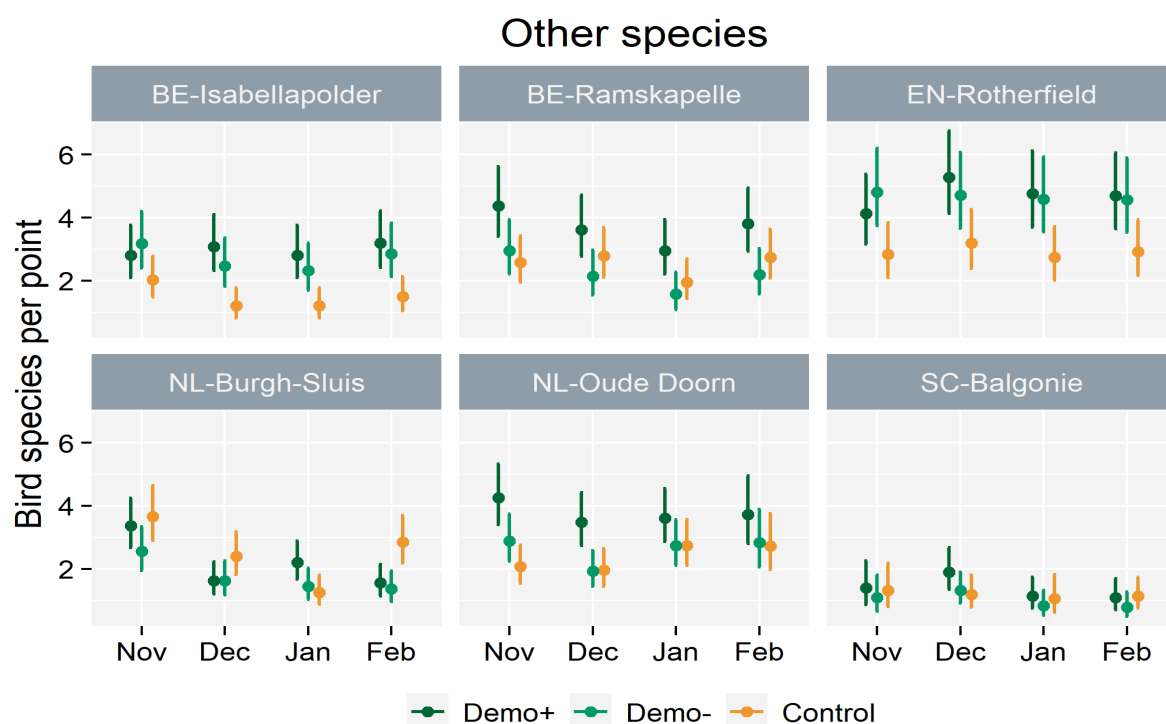 Other species
BE-Isabellapolder BE-Ramskapelle EN-Rotherfield
6
4
2
NL-Burgh-Sluis NL-Oude Doorn SC-Balgonie
6
4
2
Bird species per point
Nov Dec Jan Feb Nov Dec Jan Feb Nov Dec Jan Feb
Demo+ Demo- Control